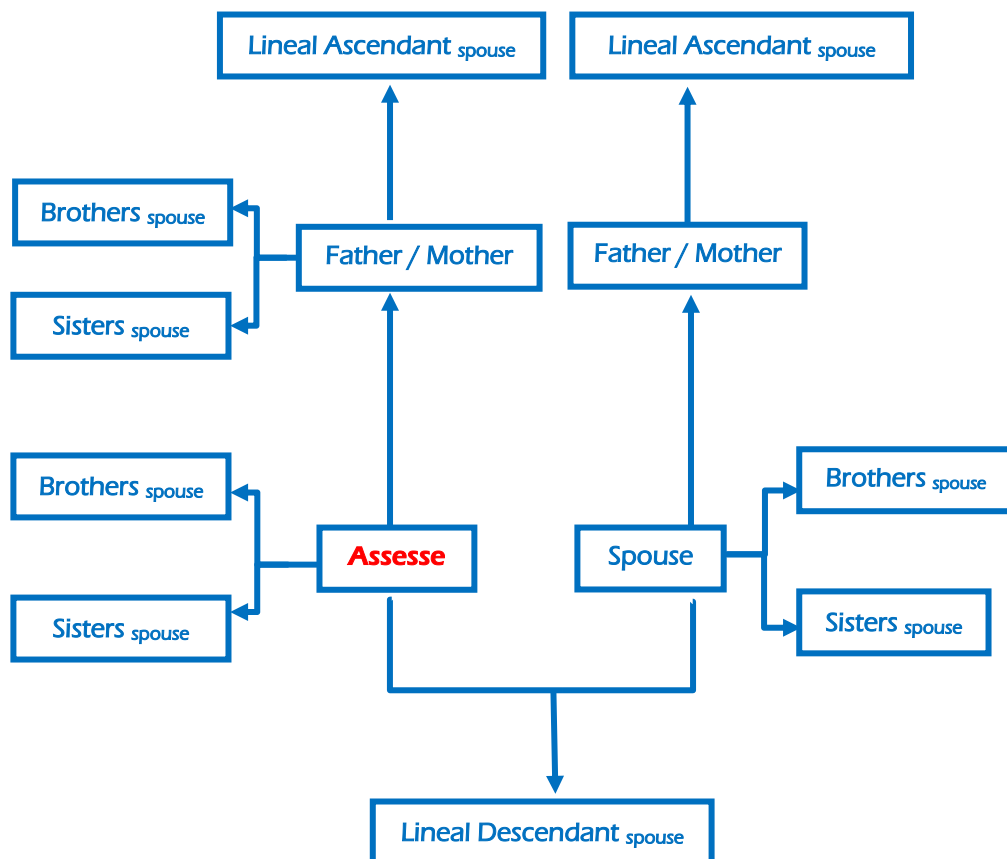 Lineal Ascendant spouse
Lineal Ascendant spouse
Brothers spouse
Father / Mother
Father / Mother
Sisters spouse
Brothers spouse
Brothers spouse
Assesse
Spouse
Sisters spouse
Sisters spouse
Lineal Descendant spouse